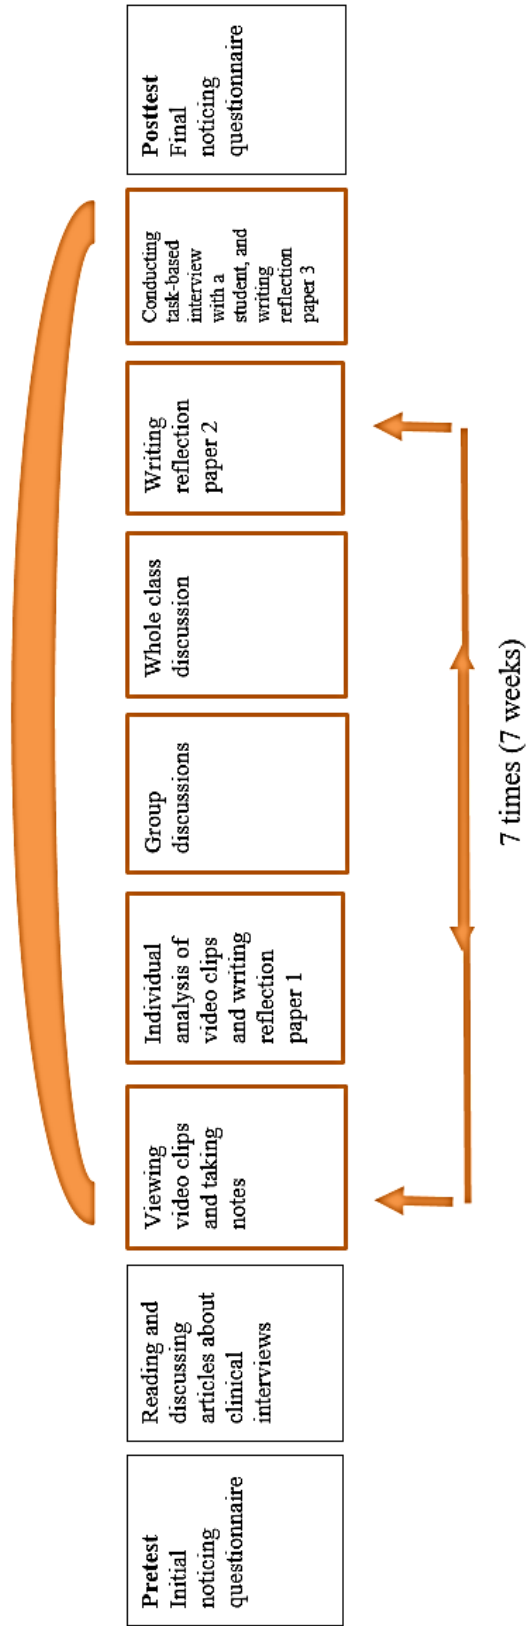 Pretest
Initial
noticing
questionnaire
Reading and
discussing
articles about
clinical
interviews
Viewing
video clips
and taking
notes
Individual
analysis of
video clips
and writing
reflection
paper 1
Group
discussions
Whole class
discussion
Writing
reflection
paper 2
Conducting
task-based
interview
with a
student, and
writing
reflection
paper 3
Posttest
Final
noticing
questionnaire
7 times (7 weeks)